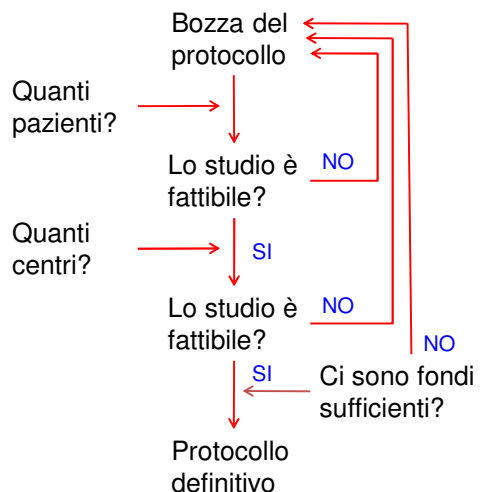 Bozza del
protocollo
Quanti
pazienti?
Lo studio è
fattibile?
NO
Quanti
centri?
SI
Lo studio è
fattibile?
NO
NO
SI
Ci sono fondi
sufficienti?
Protocollo
definitivo